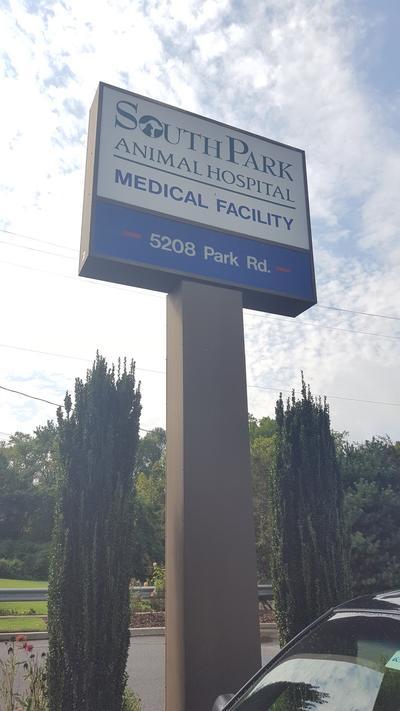 SOUTHPARK
ANIMAL HOSPITAL
MEDICAL FACILITY
5208 Park Rd.